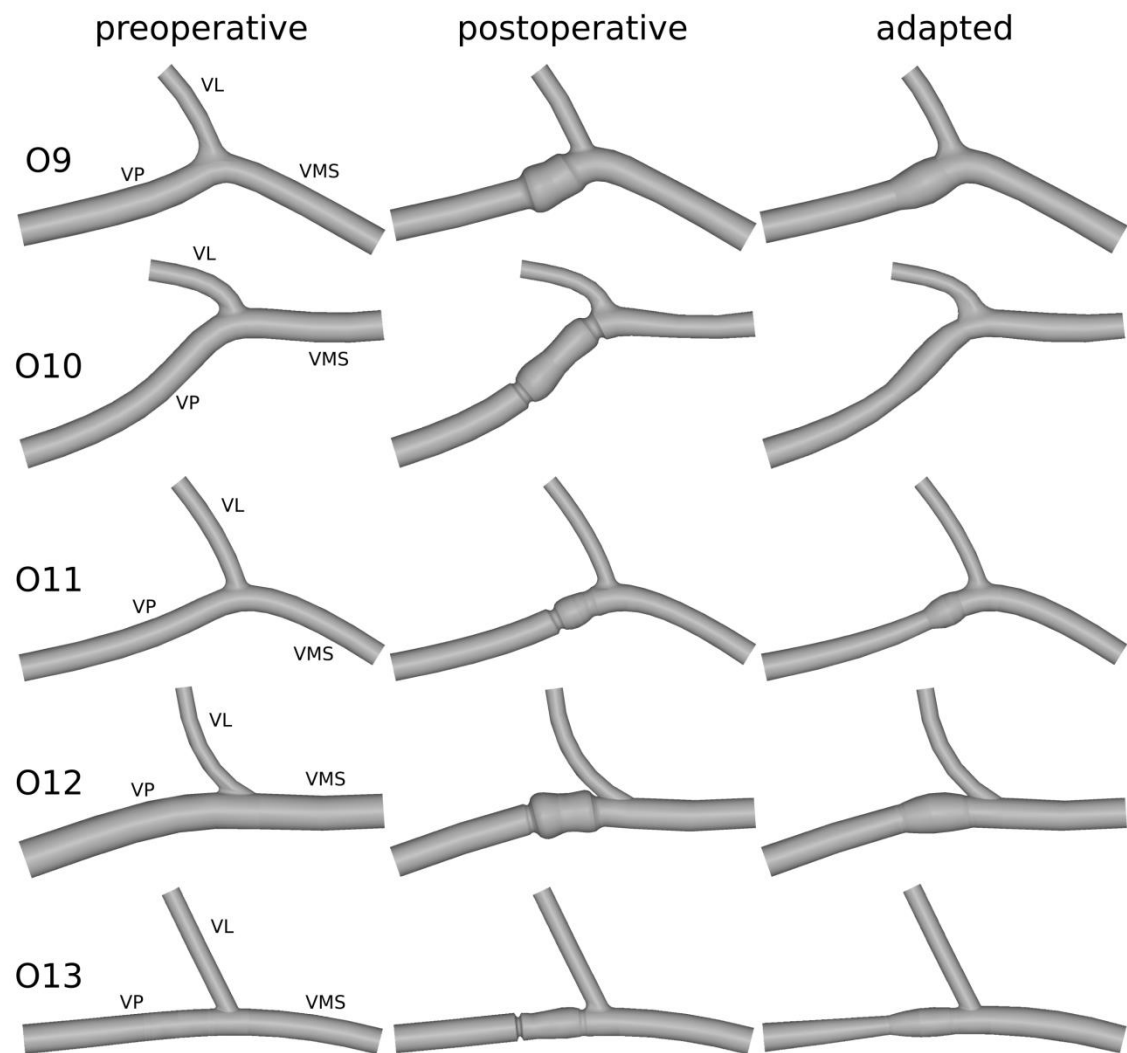 preoperative postoperative adapted
VL
O9
VP VMS
VL
O10
VMS
VP
VL
O11
VP
VMS
VL
O12
VP VMS
VL
O13
VP VMS